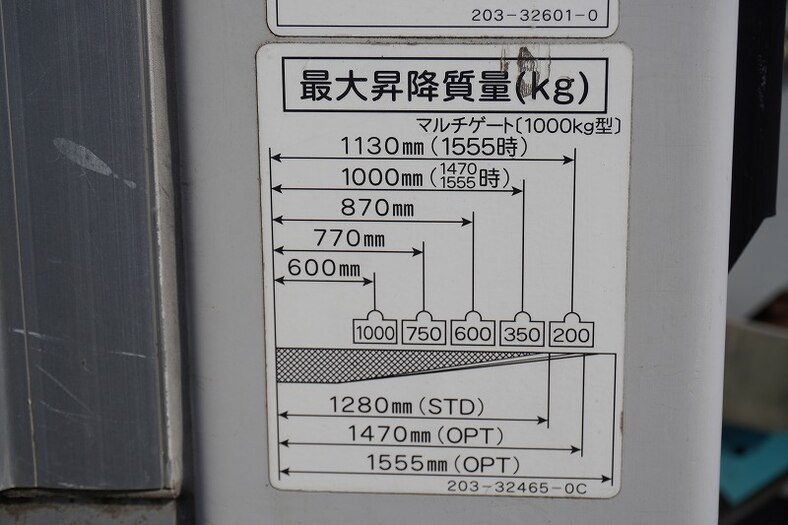 203-32601-0
最大昇降質量(kg)
マルチゲート〔1000kg型〕
1130㎜(1555時)
1000㎜(1470 1555時)
870㎜
770㎜
600㎜
1000 750 600 350 200
1280㎜(STD)
1470㎜(OPT)
1555㎜(OPT)
203-32465-0C